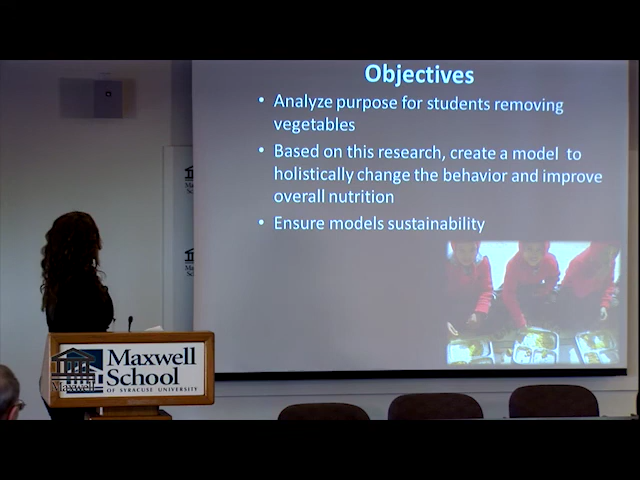 Objectives
• Analyze purpose for students removing
vegetables
• Based on this research, create a model to
holistically change the behavior and improve
overall nutrition
• Ensure models sustainability
Maxwell
School
OF SYRACUSE UNIVERSITY
Maxwell